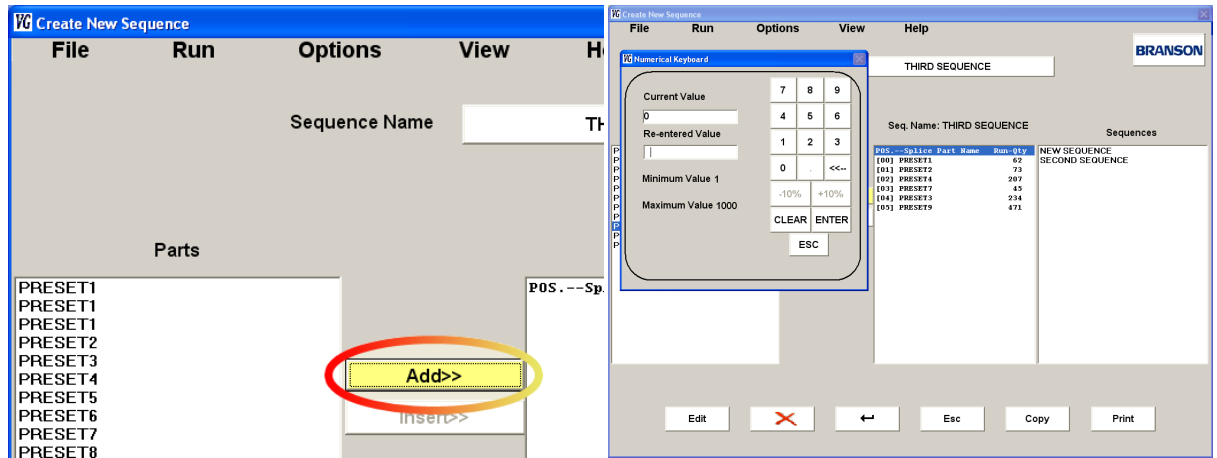 Create New Sequence
File Run Options View H
Sequence Name
TH
Parts
PRESET1
PRESET1
PRESET1
PRESET2
PRESET3
PRESET4
PRESET5
PRESET6
PRESET7
PRESET8
Add>>
Insert>>
POS.--Sp
Create New Sequence
File Run Options View Help
BRANSON
THIRD SEQUENCE
Numerical Keyboard
Current Value
0
Re-entered Value
Minimum Value 1
Maximum Value 1000
7 8 9
4 5 6
1 2 3
0 . <<--
-10% +10%
CLEAR ENTER
ESC
P
P
P
P
P
P
P
P
P
P
P
Seq. Name: THIRD SEQUENCE
POS.--Splice Part Name Run-Qty
[00] PRESET1 62
[01] PRESET2 73
[02] PRESET4 207
[03] PRESET7 45
[04] PRESET3 234
[05] PRESET9 471
Sequences
NEW SEQUENCE
SECOND SEQUENCE
Edit Esc Copy Print